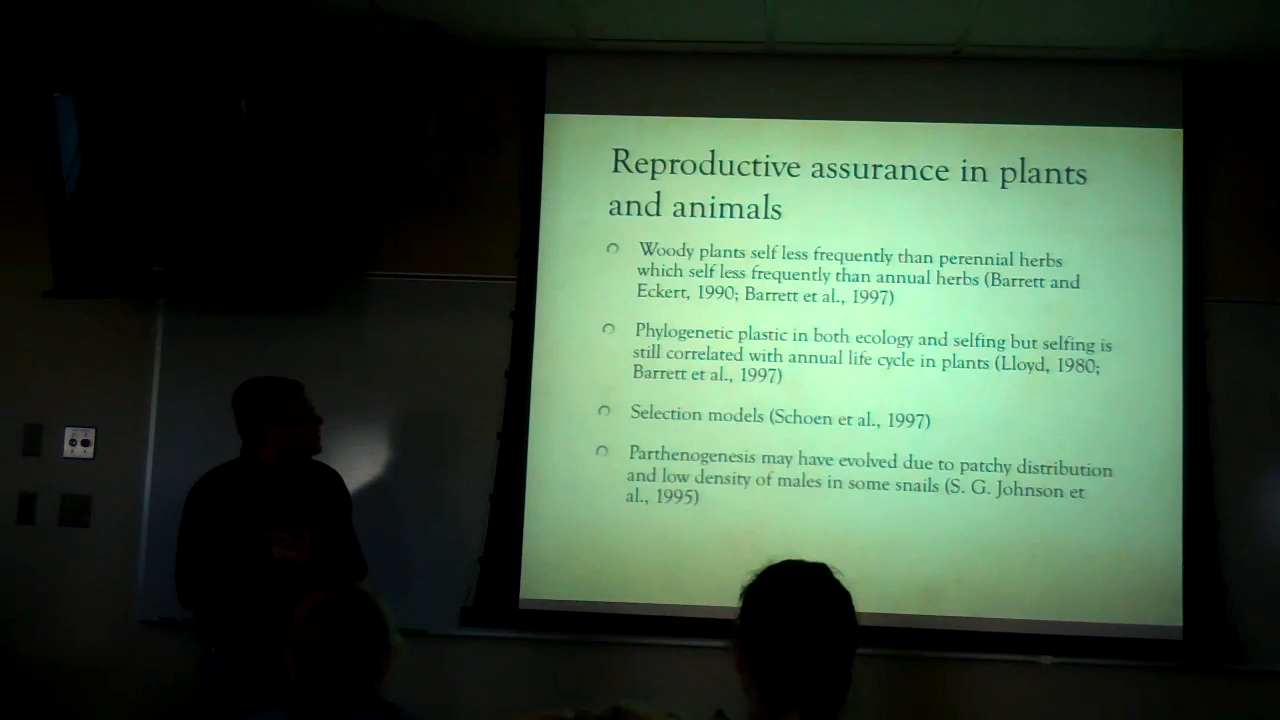 Reproductive assurance in plants
and animals
Woody plants self less frequently than perennial herbs
which self less frequently than annual herbs (Barrett and
Eckert, 1990; Barrett et al., 1997)
Phylogenetic plastic in both ecology and selfing but selfing is
still correlated with annual life cycle in plants (Lloyd, 1980;
Barrett et al., 1997)
Selection models (Schoen et al., 1997)
Parthenogenesis may have evolved due to patchy distribution
and low density of males in some snails (S. G. Johnson et
al., 1995)